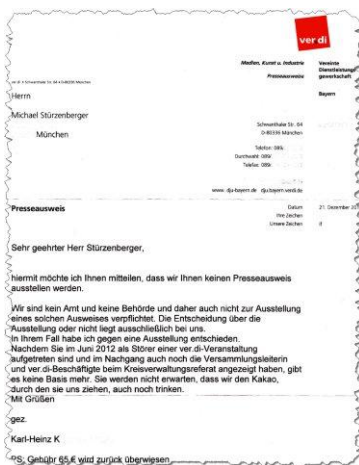 ver di
Medien, Kunst u. Industrie
Vereinte
Dienstleistungs
gewerkschaft
Presseausweise
Bayern
Herrn
Michael Stürzenberger
München
Schwanthaler Str. 64
D-80336 München
Telefon: 089/
Durchwahl: 089/
Telefax: 089/
www. dju-bayern.de dju.bayern.verdi.de
Presseausweis
Datum 21. Dezember 20
Ihre Zeichen
Unsere Zeichen
Sehr geehrter Herr Stürzenberger,
hiermit möchte ich Ihnen mitteilen, dass wir Ihnen keinen Presseausweis
ausstellen werden.
Wir sind kein Amt und keine Behörde und daher auch nicht zur Ausstellung
eines solchen Ausweises verpflichtet. Die Entscheidung über die
Ausstellung oder nicht liegt ausschließlich bei uns.
In Ihrem Fall habe ich gegen eine Ausstellung entschieden.
Nachdem Sie im Juni 2012 als Störer einer ver.di-Veranstaltung
aufgetreten sind und im Nachgang auch noch die Versammlungsleiterin
und ver.di-Beschäftigte beim Kreisverwaltungsreferat angezeigt haben, gibt
es keine Basis mehr. Sie werden nicht erwarten, dass wir den Kakao,
durch den sie uns ziehen, auch noch trinken.
Mit Grüßen
gez.
Karl-Heinz K
PS: Gebühr 65 € wird zurück überwiesen